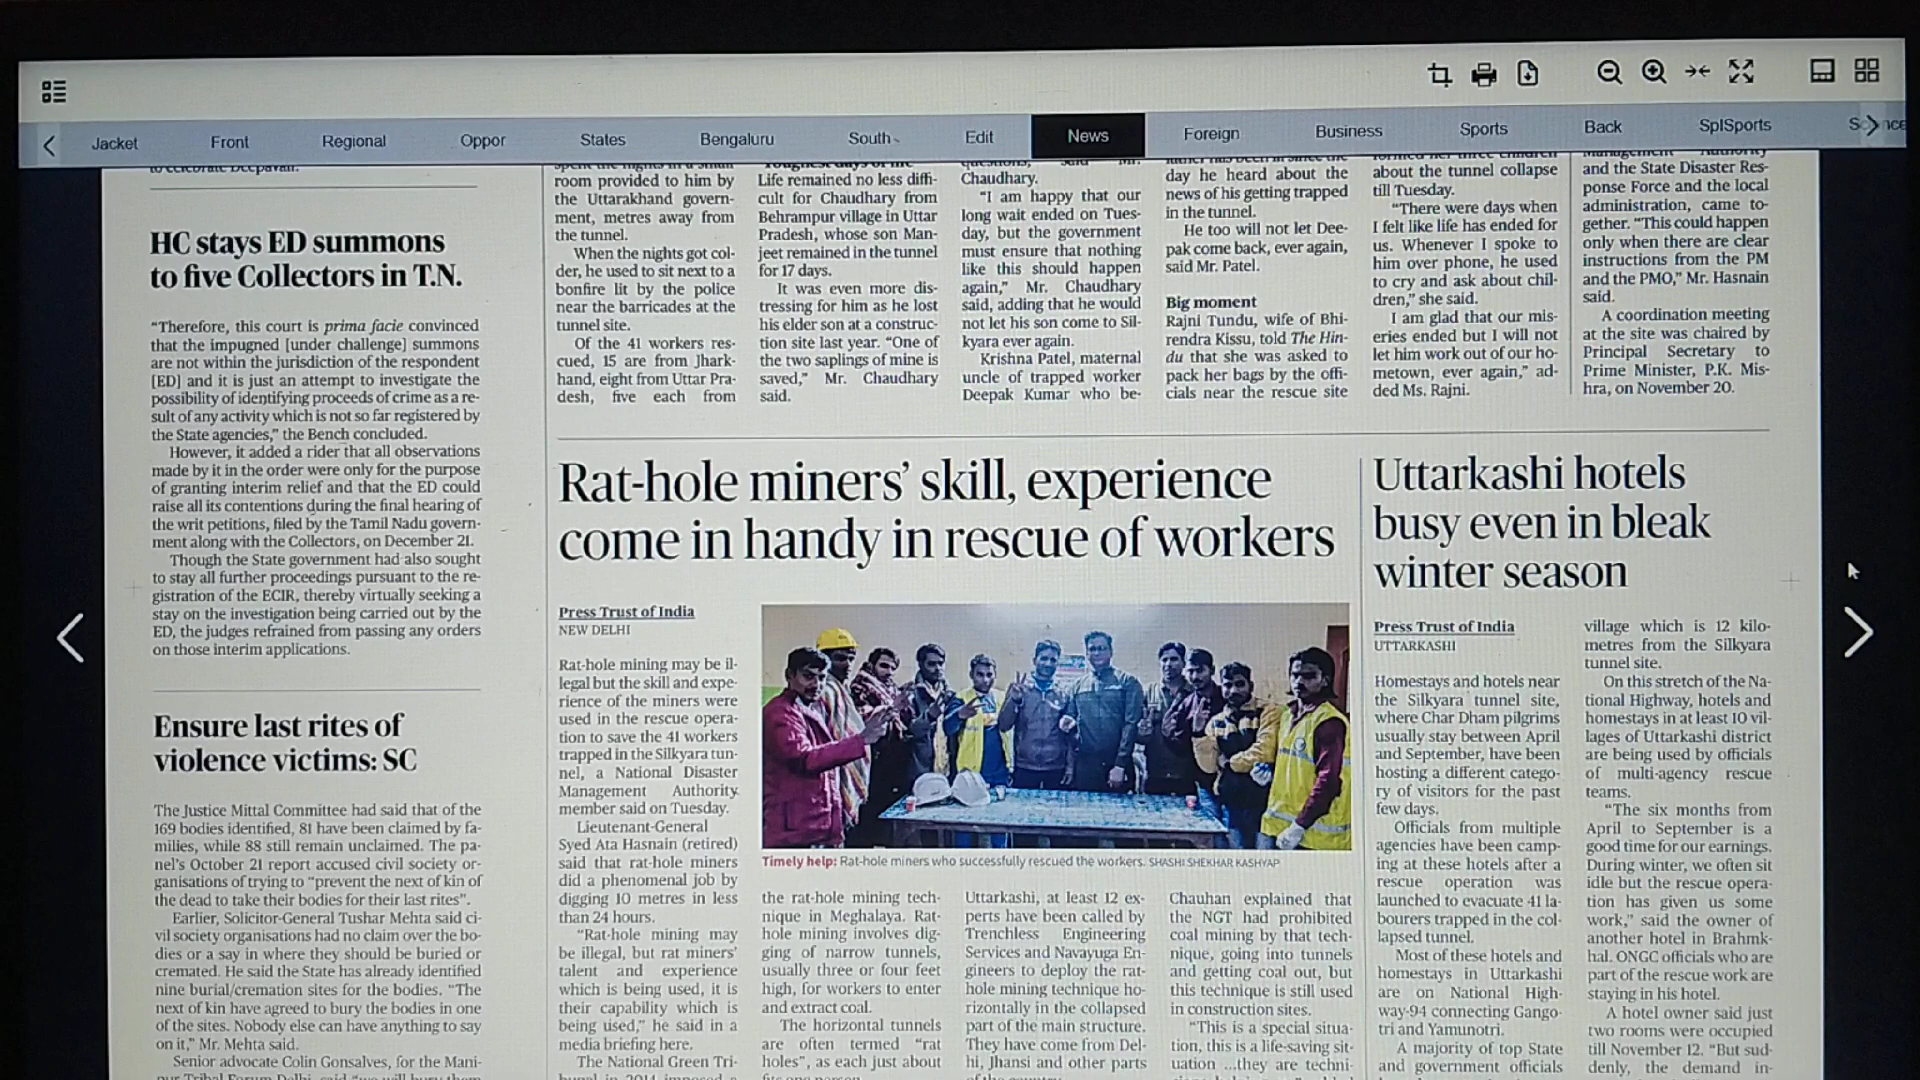 Jacket
Front
Regional
Oppor
States
Bengaluru
South
Edit
News
Foreign
Business
Sports
Back
SplSports
to celebrate Deepavali.
HC stays ED summons
to five Collectors in T.N.
“Therefore, this court is prima facie convinced
that the impugned [under challenge] summons
are not within the jurisdiction of the respondent
[ED] and it is just an attempt to investigate the
possibility of identifying proceeds of crime as a re-
sult of any activity which is not so far registered by
the State agencies,” the Bench concluded.
However, it added a rider that all observations
made by it in the order were only for the purpose
of granting interim relief and that the ED could
raise all its contentions during the final hearing of
the writ petitions, filed by the Tamil Nadu govern-
ment along with the Collectors, on December 21.
Though the State government had also sought
to stay all further proceedings pursuant to the re-
gistration of the ECIR, thereby virtually seeking a
stay on the investigation being carried out by the
ED, the judges refrained from passing any orders
on those interim applications.
Ensure last rites of
violence victims: SC
The Justice Mittal Committee had said that of the
169 bodies identified, 81 have been claimed by fa-
milies, while 88 still remain unclaimed. The pa-
nel’s October 21 report accused civil society or-
ganisations of trying to “prevent the next of kin of
the dead to take their bodies for their last rites”.
Earlier, Solicitor-General Tushar Mehta said ci-
vil society organisations had no claim over the bo-
dies or a say in where they should be buried or
cremated. He said the State has already identified
nine burial/cremation sites for the bodies. “The
next of kin have agreed to bury the bodies in one
of the sites. Nobody else can have anything to say
on it,” Mr. Mehta said.
Senior advocate Colin Gonsalves, for the Mani-
room provided to him by
the Uttarakhand govern-
ment, metres away from
the tunnel.
When the nights got col-
der, he used to sit next to a
bonfire lit by the police
near the barricades at the
tunnel site.
Of the 41 workers res-
cued, 15 are from Jhark-
hand, eight from Uttar Pra-
desh, five each from
Life remained no less diffi-
cult for Chaudhary from
Behrampur village in Uttar
Pradesh, whose son Man-
jeet remained in the tunnel
for 17 days.
It was even more dis-
tressing for him as he lost
his elder son at a construc-
tion site last year. “One of
the two saplings of mine is
saved,” Mr. Chaudhary
said.
Chaudhary.
“I am happy that our
long wait ended on Tues-
day, but the government
must ensure that nothing
like this should happen
again,” Mr. Chaudhary
said, adding that he would
not let his son come to Sil-
kyara ever again.
Krishna Patel, maternal
uncle of trapped worker
Deepak Kumar who be-
day he heard about the
news of his getting trapped
in the tunnel.
He too will not let Dee-
pak come back, ever again,
said Mr. Patel.
Big moment
Rajni Tundu, wife of Bhi-
rendra Kissu, told The Hin-
du that she was asked to
pack her bags by the offi-
cials near the rescue site
about the tunnel collapse
till Tuesday.
“There were days when
I felt like life has ended for
us. Whenever I spoke to
him over phone, he used
to cry and ask about chil-
dren,” she said.
I am glad that our mis-
eries ended but I will not
let him work out of our ho-
metown, ever again,” ad-
ded Ms. Rajni.
and the State Disaster Res-
ponse Force and the local
administration, came to-
gether. “This could happen
only when there are clear
instructions from the PM
and the PMO,” Mr. Hasnain
said.
A coordination meeting
at the site was chaired by
Principal Secretary to
Prime Minister, P.K. Mis-
hra, on November 20.
Rat-hole miners’ skill, experience
come in handy in rescue of workers
Press Trust of India
NEW DELHI
Rat-hole mining may be il-
legal but the skill and expe-
rience of the miners were
used in the rescue opera-
tion to save the 41 workers
trapped in the Silkyara tun-
nel, a National Disaster
Management Authority
member said on Tuesday.
Lieutenant-General
Syed Ata Hasnain (retired)
said that rat-hole miners
did a phenomenal job by
digging 10 metres in less
than 24 hours.
“Rat-hole mining may
be illegal, but rat miners’
talent and experience
which is being used, it is
their capability which is
being used,” he said in a
media briefing here.
The National Green Tri-
Timely help: Rat-hole miners who successfully rescued the workers. SHASHI SHEKHAR KASHYAP
the rat-hole mining tech-
nique in Meghalaya. Rat-
hole mining involves dig-
ging of narrow tunnels,
usually three or four feet
high, for workers to enter
and extract coal.
The horizontal tunnels
are often termed “rat
holes”, as each just about
Uttarkashi, at least 12 ex-
perts have been called by
Trenchless Engineering
Services and Navayuga En-
gineers to deploy the rat-
hole mining technique ho-
rizontally in the collapsed
part of the main structure.
They have come from Del-
hi, Jhansi and other parts
Chauhan explained that
the NGT had prohibited
coal mining by that tech-
nique, going into tunnels
and getting coal out, but
this technique is still used
in construction sites.
“This is a special situa-
tion, this is a life-saving sit-
uation ...they are techni-
Uttarkashi hotels
busy even in bleak
winter season
Press Trust of India
UTTARKASHI
Homestays and hotels near
the Silkyara tunnel site,
where Char Dham pilgrims
usually stay between April
and September, have been
hosting a different catego-
ry of visitors for the past
few days.
Officials from multiple
agencies have been camp-
ing at these hotels after a
rescue operation was
launched to evacuate 41 la-
bourers trapped in the col-
lapsed tunnel.
Most of these hotels and
homestays in Uttarkashi
are on National High-
way-94 connecting Gango-
tri and Yamunotri.
A majority of top State
and government officials
village which is 12 kilo-
metres from the Silkyara
tunnel site.
On this stretch of the Na-
tional Highway, hotels and
homestays in at least 10 vil-
lages of Uttarkashi district
are being used by officials
of multi-agency rescue
teams.
“The six months from
April to September is a
good time for our earnings.
During winter, we often sit
idle but the rescue opera-
tion has given us some
work,” said the owner of
another hotel in Brahmk-
hal. ONGC officials who are
part of the rescue work are
staying in his hotel.
A hotel owner said just
two rooms were occupied
till November 12. “But sud-
denly, the demand in-